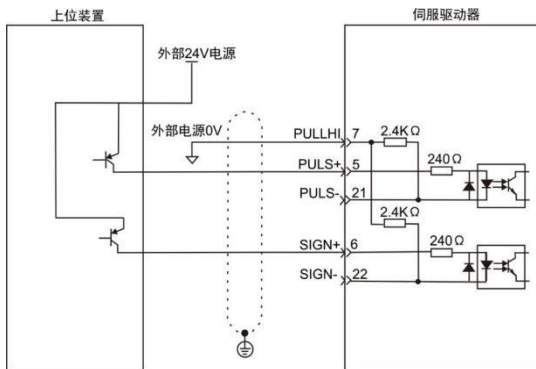 上位装置
伺服驱动器
外部24V电源
外部电源0V
PULLHI 7 2.4KΩ
PULS+ 5 240Ω
PULS- 21
2.4KΩ
SIGN+ 6 240Ω
SIGN- 22